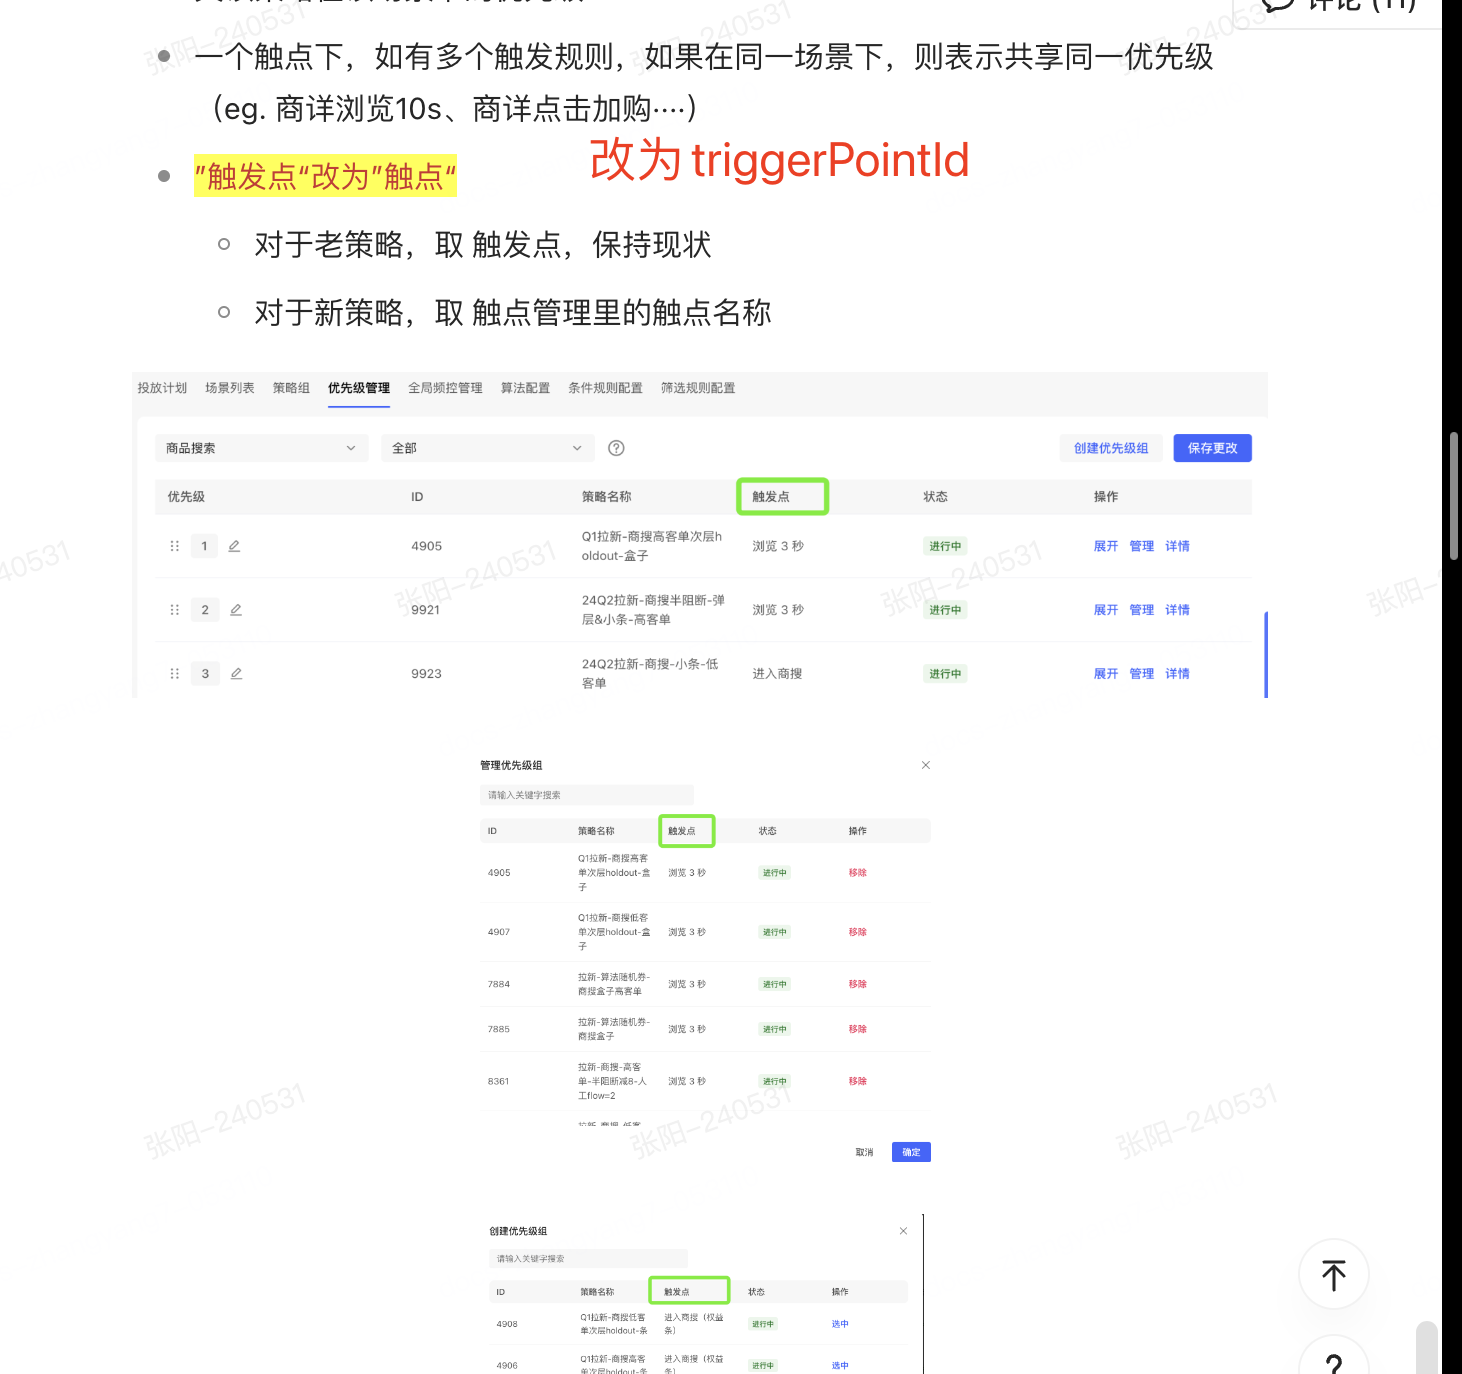 评论 (11)
一个触点下，如有多个触发规则，如果在同一场景下，则表示共享同一优先级
（eg. 商详浏览10s、商详点击加购····）
改为 triggerPointId
”触发点“改为”触点“
对于老策略，取 触发点，保持现状
对于新策略，取 触点管理里的触点名称
投放计划 场景列表 策略组 优先级管理 全局频控管理 算法配置 条件规则配置 筛选规则配置
商品搜索 全部 创建优先级组 保存更改
优先级 ID 策略名称 触发点 状态 操作
1 4905 Q1拉新-商搜高客单次层h 浏览 3 秒 进行中 展开 管理 详情
oldout-盒子
2 9921 24Q2拉新-商搜半阻断-弹 浏览 3 秒 进行中 展开 管理 详情
层&小条-高客单
3 9923 24Q2拉新-商搜-小条-低 进入商搜 进行中 展开 管理 详情
客单
管理优先级组
请输入关键字搜索
ID 策略名称 触发点 状态 操作
4905 Q1拉新-商搜高客 浏览 3 秒 进行中 移除
单次层holdout-盒
子
4907 Q1拉新-商搜低客 浏览 3 秒 进行中 移除
单次层holdout-盒
子
7884 拉新-算法随机券- 浏览 3 秒 进行中 移除
商搜盒子高客单
7885 拉新-算法随机券- 浏览 3 秒 进行中 移除
商搜盒子
8361 拉新-商搜-高客 浏览 3 秒 进行中 移除
单-半阻断减8-人
工flow=2
取消 确定
创建优先级组
请输入关键字搜索
ID 策略名称 触发点 状态 操作
4908 Q1拉新-商搜低客 进入商搜（权益 进行中 选中
单次层holdout-条 条）
4906 Q1拉新-商搜高客 进入商搜（权益 进行中 选中
张阳-240531
张阳-240531
张阳-240531
40531
张阳-240531
张阳-240531
张阳-
张阳-240531
张阳-240531
张阳-240531